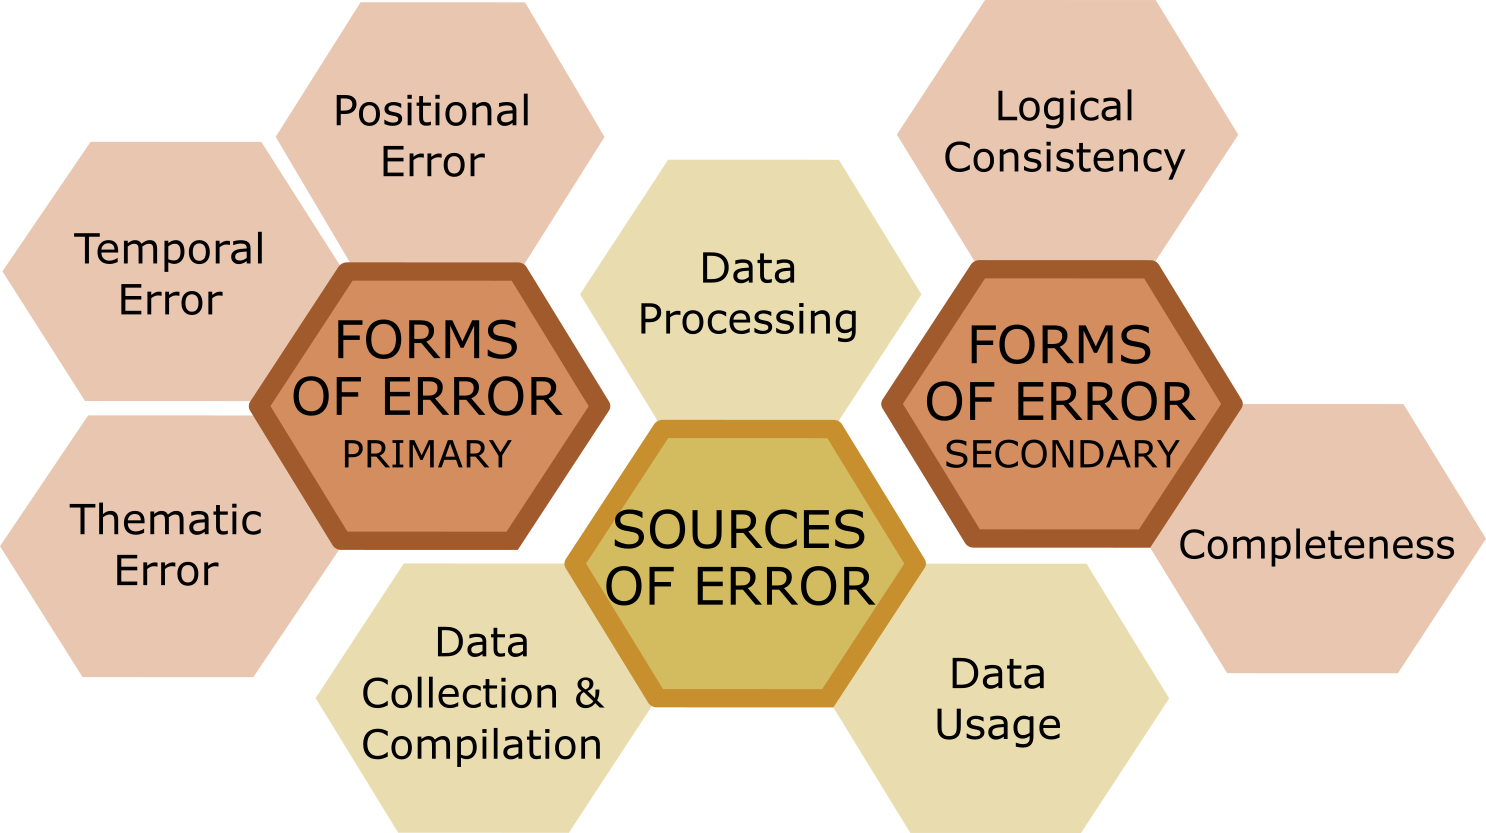 Positional
Error
Temporal
Error
Thematic
Error
FORMS
OF ERROR
PRIMARY
Data
Processing
SOURCES
OF ERROR
Data
Collection &
Compilation
Data
Usage
Logical
Consistency
FORMS
OF ERROR
SECONDARY
Completeness